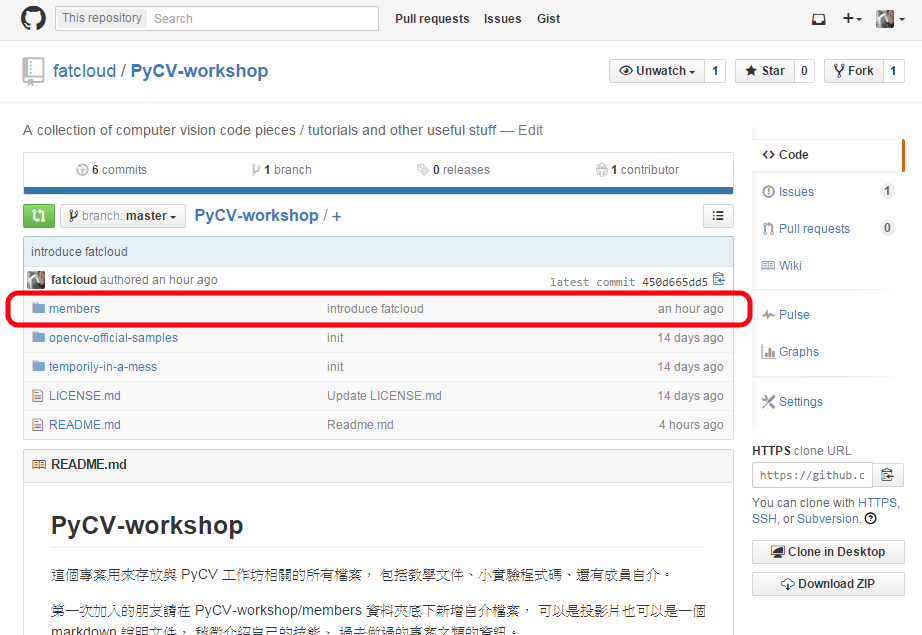 This repository Search Pull requests Issues Gist
fatcloud / PyCV-workshop Unwatch 1 Star 0 Fork 1
A collection of computer vision code pieces / tutorials and other useful stuff — Edit
6 commits 1 branch 0 releases 1 contributor
branch: master PyCV-workshop / +
introduce fatcloud
fatcloud authored an hour ago latest commit 450d665dd5
members introduce fatcloud an hour ago
opencv-official-samples init 14 days ago
temporily-in-a-mess init 14 days ago
LICENSE.md Update LICENSE.md 14 days ago
README.md Readme.md 4 hours ago
README.md
PyCV-workshop
這個專案用來存放與 PyCV 工作坊相關的所有檔案， 包括教學文件、小實驗程式碼、還有成員自介。
第一次加入的朋友請在 PyCV-workshop/members 資料夾底下新增自介檔案， 可以是投影片也可以是一個
markdown 說明文件， 稍微介紹自己的技能、 過去做過的專案之類的資訊。
Code
Issues 1
Pull requests 0
Wiki
Pulse
Graphs
Settings
HTTPS clone URL
https://github.c
You can clone with HTTPS,
SSH, or Subversion.
Clone in Desktop
Download ZIP